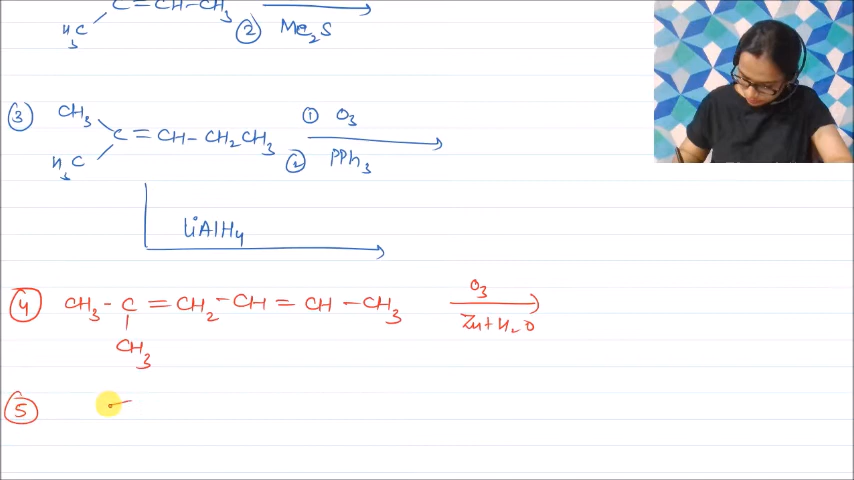 C = CH - CH3
H3C
② Me2S
③ CH3
C = CH - CH2CH3
H3C
① O3
② PPh3
LiAlH4
④ CH3 - C = CH2 - CH = CH - CH3
CH3
O3
Zn + H2O
⑤